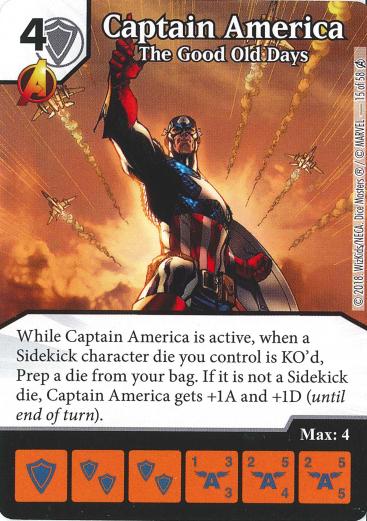 4
Captain America
The Good Old Days
© 2018. WizKids/NECA. Dice Masters ® / © MARVEL — 15 of 58
While Captain America is active, when a
Sidekick character die you control is KO’d,
Prep a die from your bag. If it is not a Sidekick
die, Captain America gets +1A and +1D (until
end of turn).
Max: 4
1 3 3
2 5 4
2 5 5